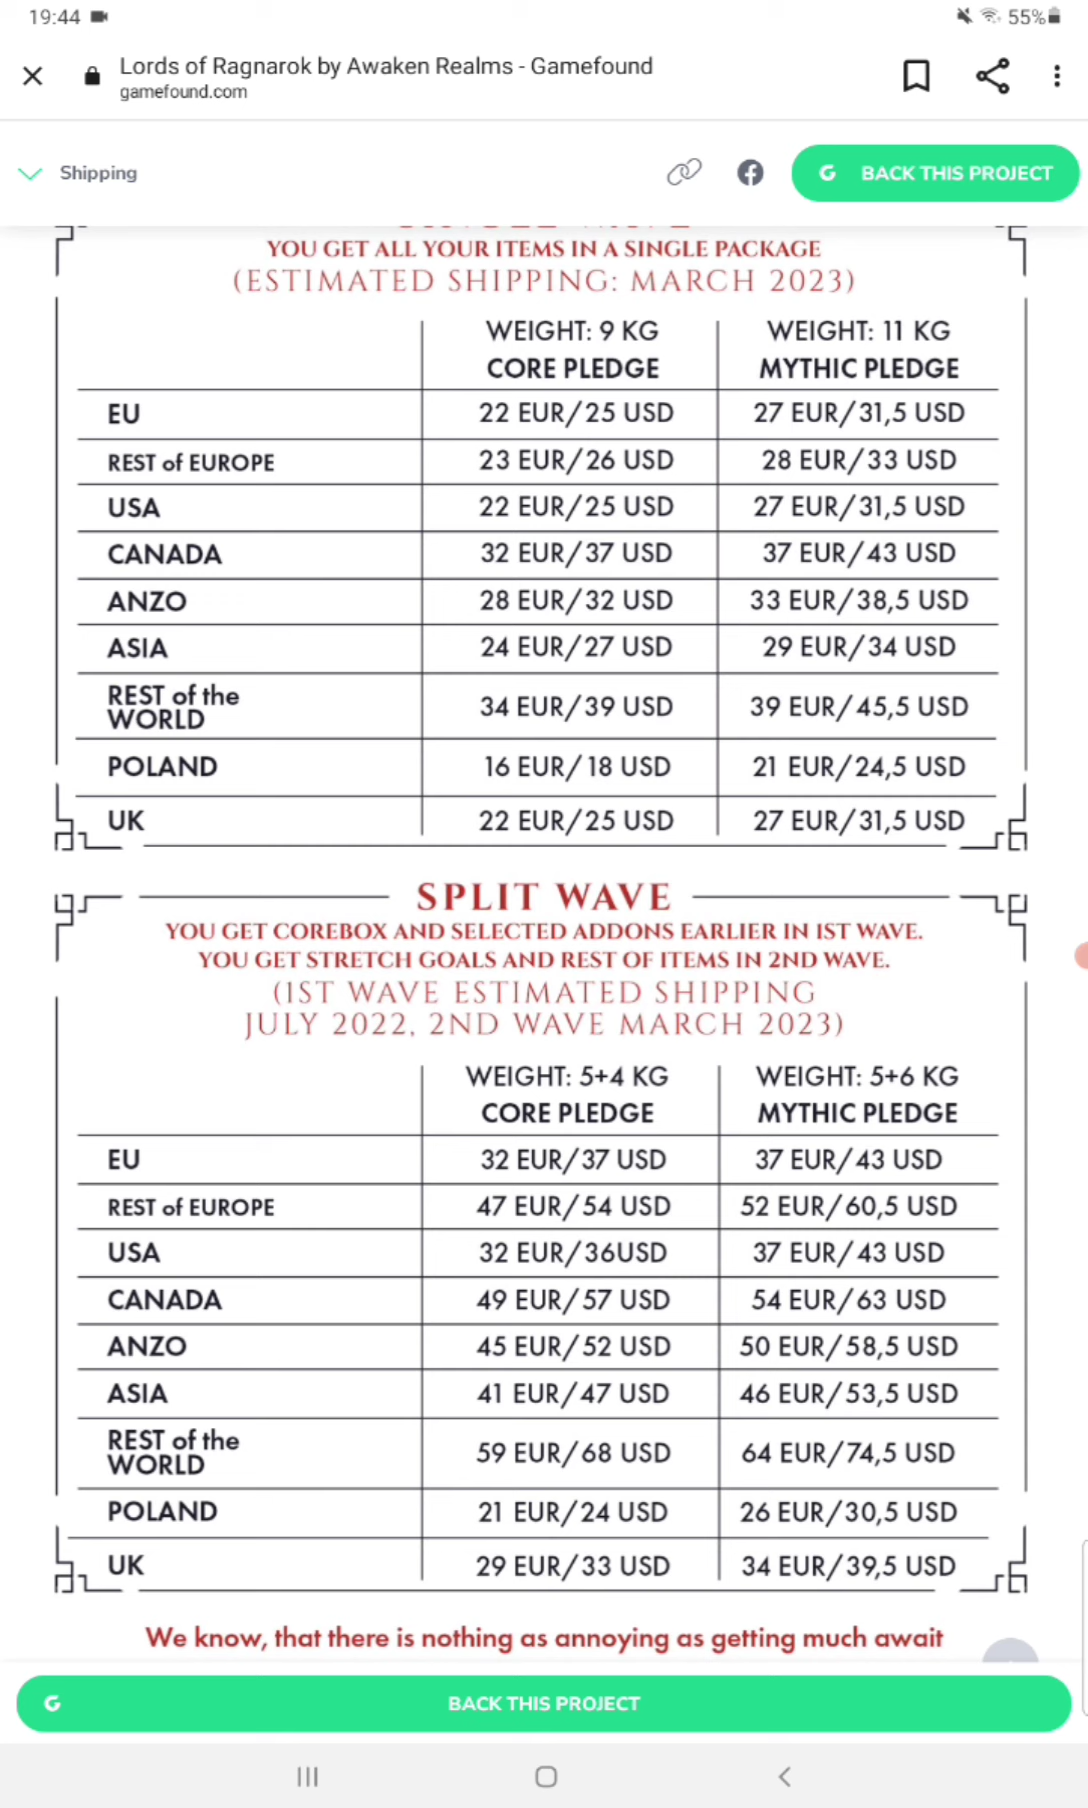 19:44
55%
Lords of Ragnarok by Awaken Realms - Gamefound
gamefound.com
Shipping
BACK THIS PROJECT
YOU GET ALL YOUR ITEMS IN A SINGLE PACKAGE
(ESTIMATED SHIPPING: MARCH 2023)
WEIGHT: 9 KG WEIGHT: 11 KG
CORE PLEDGE MYTHIC PLEDGE
EU 22 EUR/25 USD 27 EUR/31,5 USD
REST of EUROPE 23 EUR/26 USD 28 EUR/33 USD
USA 22 EUR/25 USD 27 EUR/31,5 USD
CANADA 32 EUR/37 USD 37 EUR/43 USD
ANZO 28 EUR/32 USD 33 EUR/38,5 USD
ASIA 24 EUR/27 USD 29 EUR/34 USD
REST of the
WORLD 34 EUR/39 USD 39 EUR/45,5 USD
POLAND 16 EUR/18 USD 21 EUR/24,5 USD
UK 22 EUR/25 USD 27 EUR/31,5 USD
SPLIT WAVE
YOU GET COREBOX AND SELECTED ADDONS EARLIER IN 1ST WAVE.
YOU GET STRETCH GOALS AND REST OF ITEMS IN 2ND WAVE.
(1ST WAVE ESTIMATED SHIPPING
JULY 2022, 2ND WAVE MARCH 2023)
WEIGHT: 5+4 KG WEIGHT: 5+6 KG
CORE PLEDGE MYTHIC PLEDGE
EU 32 EUR/37 USD 37 EUR/43 USD
REST of EUROPE 47 EUR/54 USD 52 EUR/60,5 USD
USA 32 EUR/36USD 37 EUR/43 USD
CANADA 49 EUR/57 USD 54 EUR/63 USD
ANZO 45 EUR/52 USD 50 EUR/58,5 USD
ASIA 41 EUR/47 USD 46 EUR/53,5 USD
REST of the
WORLD 59 EUR/68 USD 64 EUR/74,5 USD
POLAND 21 EUR/24 USD 26 EUR/30,5 USD
UK 29 EUR/33 USD 34 EUR/39,5 USD
We know, that there is nothing as annoying as getting much await
BACK THIS PROJECT